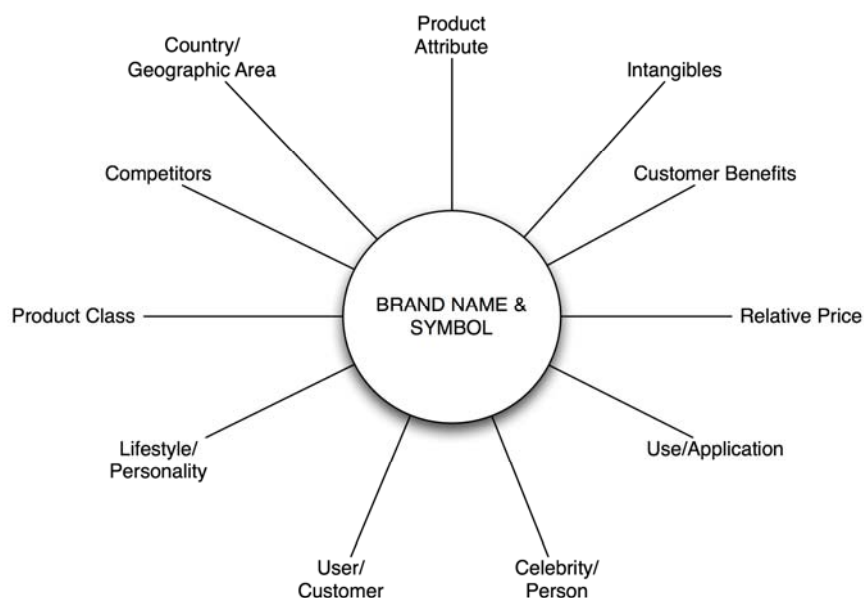 Product
Attribute
Country/
Geographic Area
Intangibles
Competitors
Customer Benefits
BRAND NAME &
SYMBOL
Product Class
Relative Price
Lifestyle/
Personality
Use/Application
User/
Customer
Celebrity/
Person